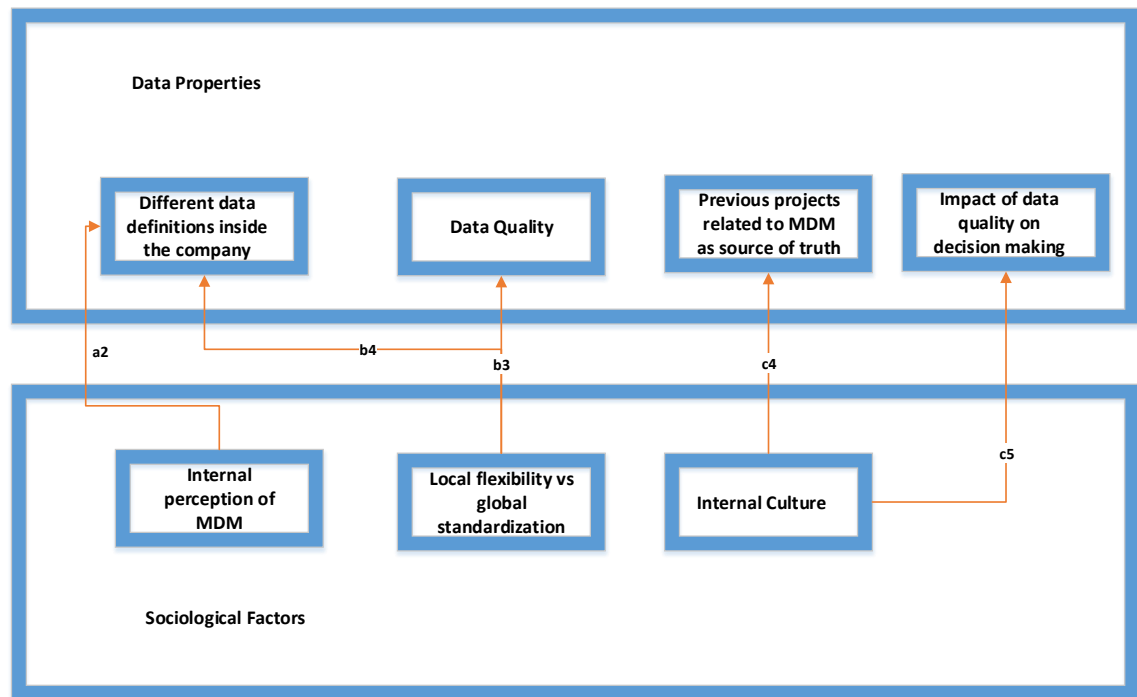 Data Properties
Different data
definitions inside
the company
Data Quality
Previous projects
related to MDM
as source of truth
Impact of data
quality on
decision making
a2
b4
b3
c4
c5
Internal
perception of
MDM
Local flexibility vs
global
standardization
Internal Culture
Sociological Factors